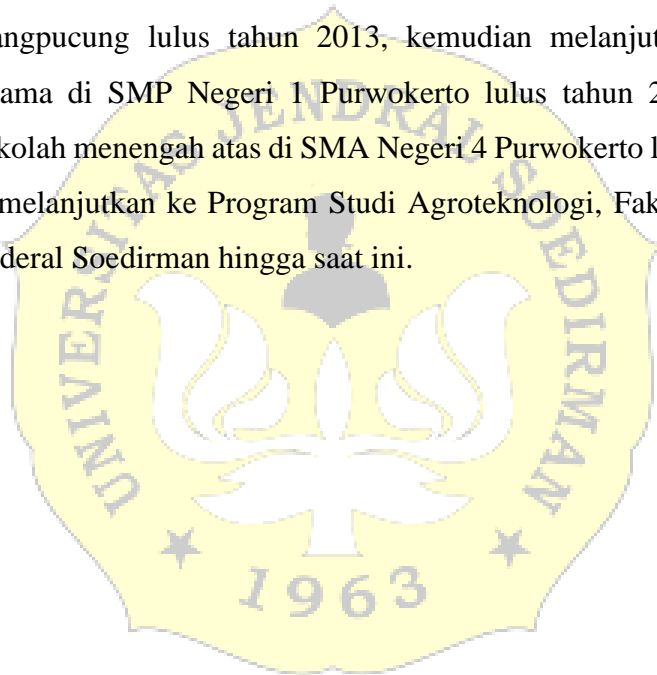 angpucung lulus tahun 2013, kemudian melanjut
ama di SMP Negeri 1 Purwokerto lulus tahun 2
kolah menengah atas di SMA Negeri 4 Purwokerto l
melanjutkan ke Program Studi Agroteknologi, Fak
deral Soedirman hingga saat ini.
UNIVERSITAS JENDRAL SOEDIRMAN
1963